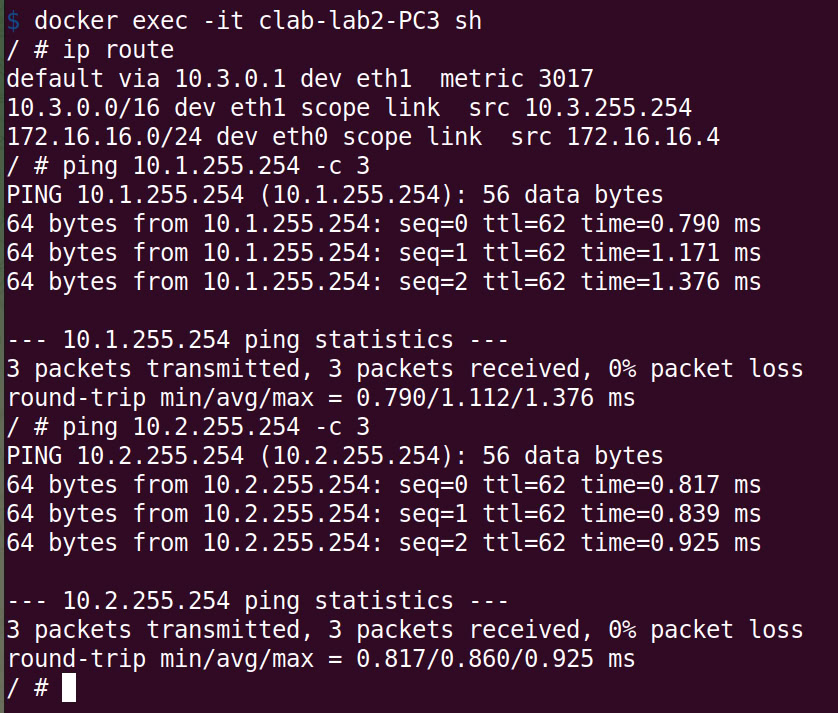 $ docker exec -it clab-lab2-PC3 sh
/ # ip route
default via 10.3.0.1 dev eth1  metric 3017
10.3.0.0/16 dev eth1 scope link  src 10.3.255.254
172.16.16.0/24 dev eth0 scope link  src 172.16.16.4
/ # ping 10.1.255.254 -c 3
PING 10.1.255.254 (10.1.255.254): 56 data bytes
64 bytes from 10.1.255.254: seq=0 ttl=62 time=0.790 ms
64 bytes from 10.1.255.254: seq=1 ttl=62 time=1.171 ms
64 bytes from 10.1.255.254: seq=2 ttl=62 time=1.376 ms

--- 10.1.255.254 ping statistics ---
3 packets transmitted, 3 packets received, 0% packet loss
round-trip min/avg/max = 0.790/1.112/1.376 ms
/ # ping 10.2.255.254 -c 3
PING 10.2.255.254 (10.2.255.254): 56 data bytes
64 bytes from 10.2.255.254: seq=0 ttl=62 time=0.817 ms
64 bytes from 10.2.255.254: seq=1 ttl=62 time=0.839 ms
64 bytes from 10.2.255.254: seq=2 ttl=62 time=0.925 ms

--- 10.2.255.254 ping statistics ---
3 packets transmitted, 3 packets received, 0% packet loss
round-trip min/avg/max = 0.817/0.860/0.925 ms
/ #